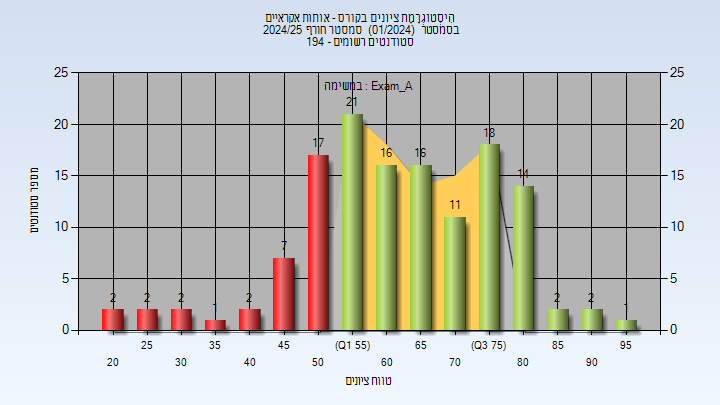 היסטוגרמת ציונים בקורס - אותות אקראיים
בסמסטר (01/2024) סמסטר חורף 2024/25
סטודנטים רשומים - 194
במשימה : Exam_A
25 25
20 20
15 15
10 10
5 5
0 0
2 2 2 1 2 7 17 21 16 16 11 18 14 2 2 1
25 35 45 (Q1 55) 65 (Q3 75) 85 95
20 30 40 50 60 70 80 90
טווח ציונים
מספר סטודנטים